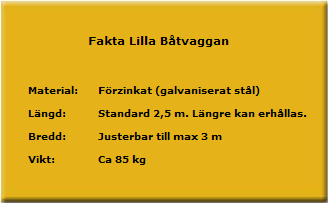 Fakta Lilla Båtvaggan
Material: Förzinkat (galvaniserat stål)
Längd: Standard 2,5 m. Längre kan erhållas.
Bredd: Justerbar till max 3 m
Vikt: Ca 85 kg